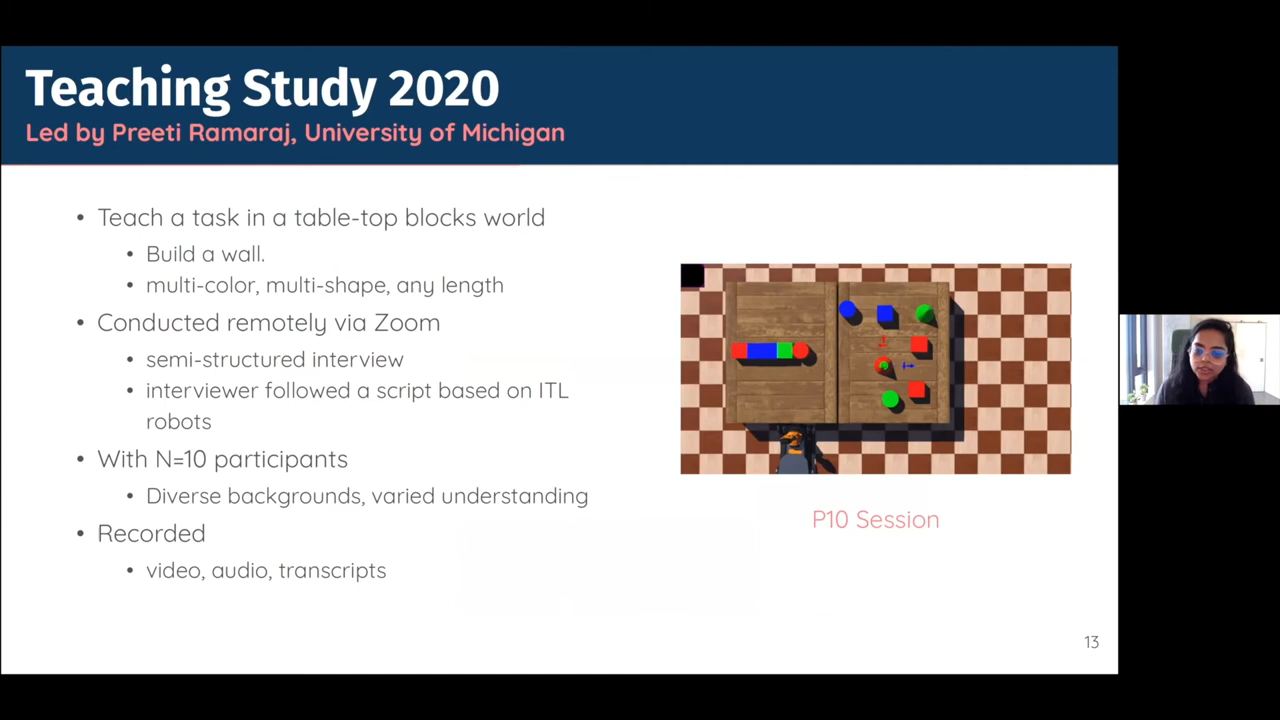 Teaching Study 2020
Led by Preeti Ramaraj, University of Michigan
• Teach a task in a table-top blocks world
• Build a wall.
• multi-color, multi-shape, any length
• Conducted remotely via Zoom
• semi-structured interview
• interviewer followed a script based on ITL
robots
• With N=10 participants
• Diverse backgrounds, varied understanding
• Recorded
• video, audio, transcripts
P10 Session
13